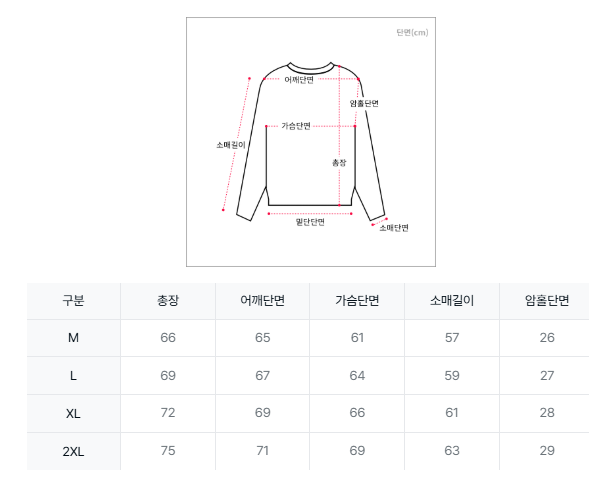 단면(cm)
어깨단면
암홀단면
가슴단면
소매길이
총장
밑단단면
소매단면
구분 총장 어깨단면 가슴단면 소매길이 암홀단면
M 66 65 61 57 26
L 69 67 64 59 27
XL 72 69 66 61 28
2XL 75 71 69 63 29